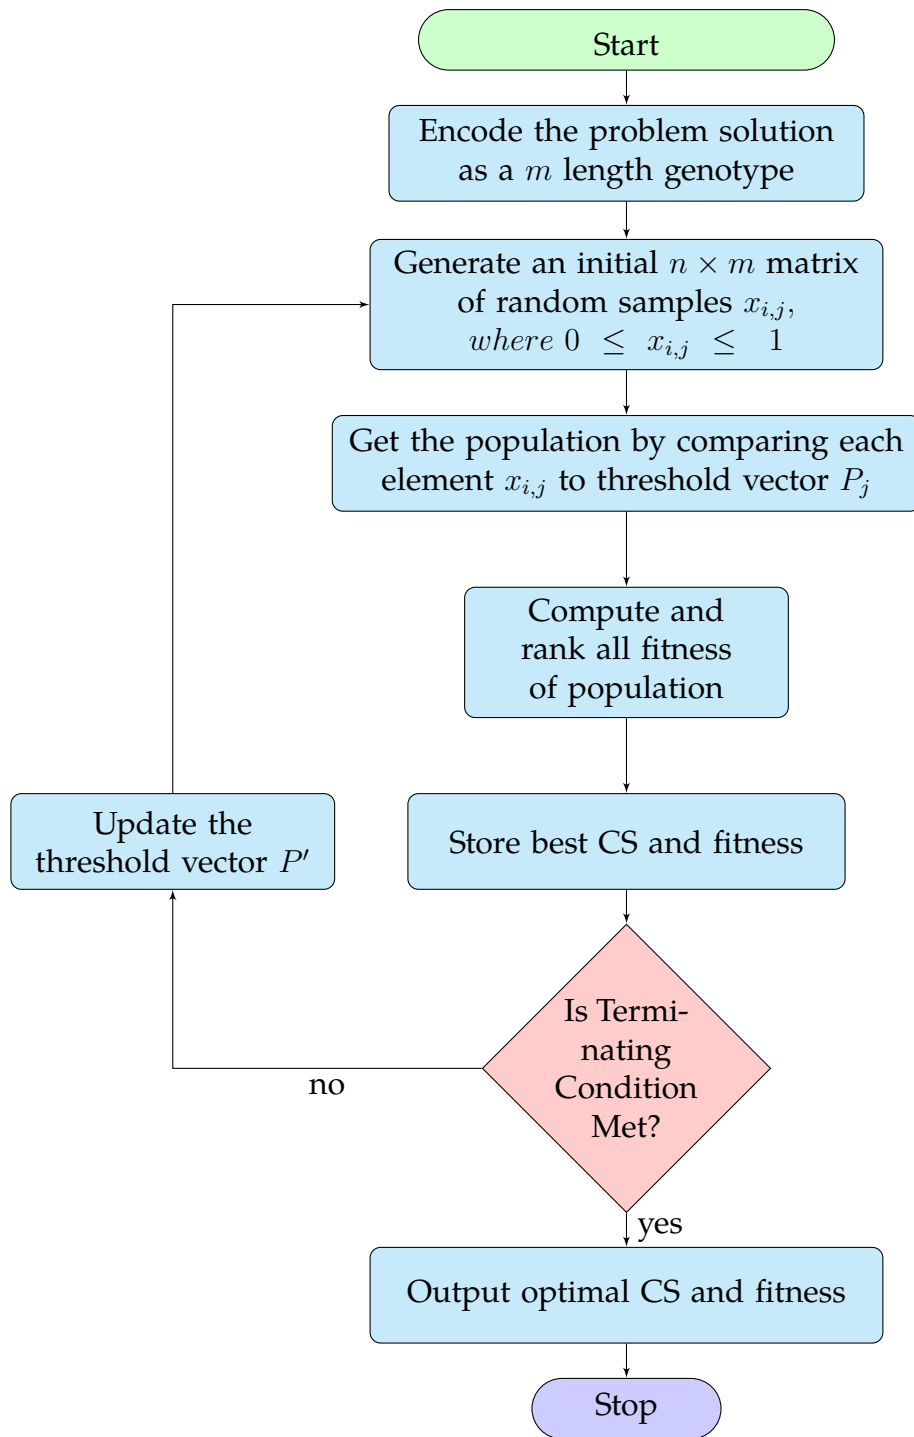 Start
Encode the problem solution
as a m length genotype
Generate an initial n × m matrix
of random samples x_{i,j},
where 0 ≤ x_{i,j} ≤ 1
Get the population by comparing each
element x_{i,j} to threshold vector P_j
Compute and
rank all fitness
of population
Update the
threshold vector P′
Store best CS and fitness
Is Termi-
nating
Condition
Met?
no
yes
Output optimal CS and fitness
Stop